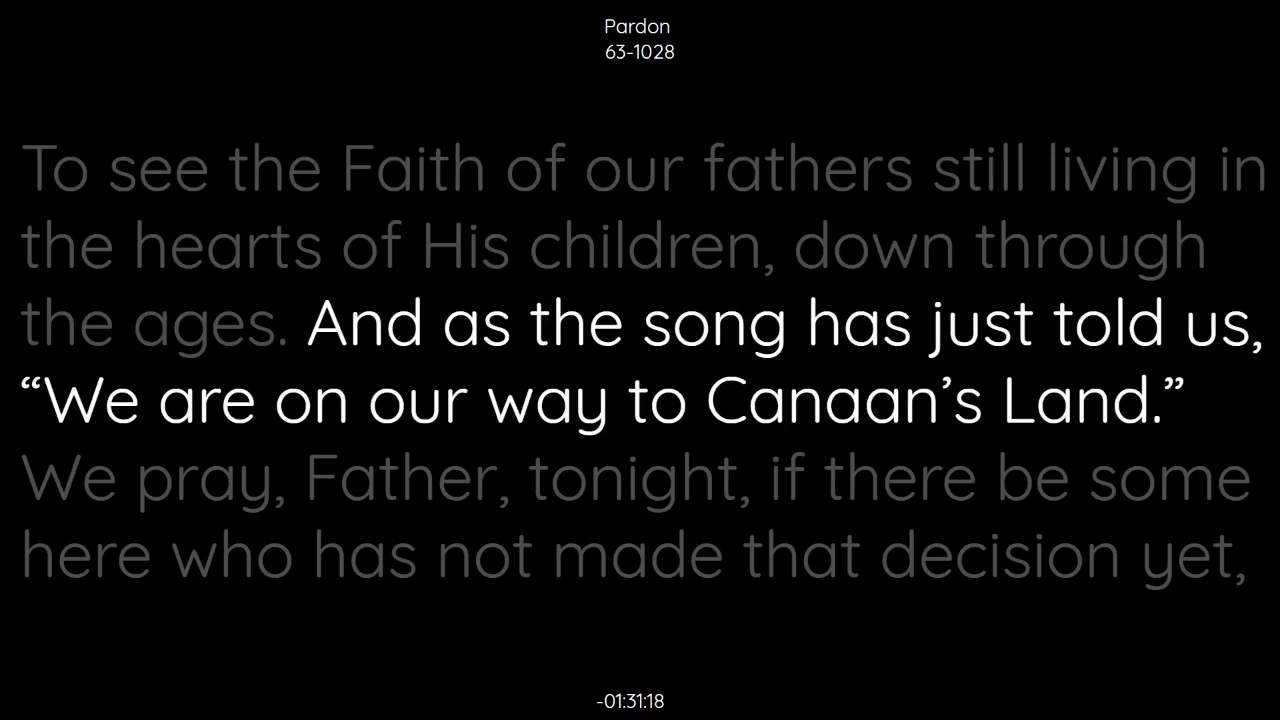 Pardon
63-1028
To see the Faith of our fathers still living in
the hearts of His children, down through
the ages. And as the song has just told us,
“We are on our way to Canaan’s Land.”
We pray, Father, tonight, if there be some
here who has not made that decision yet,
-01:31:18